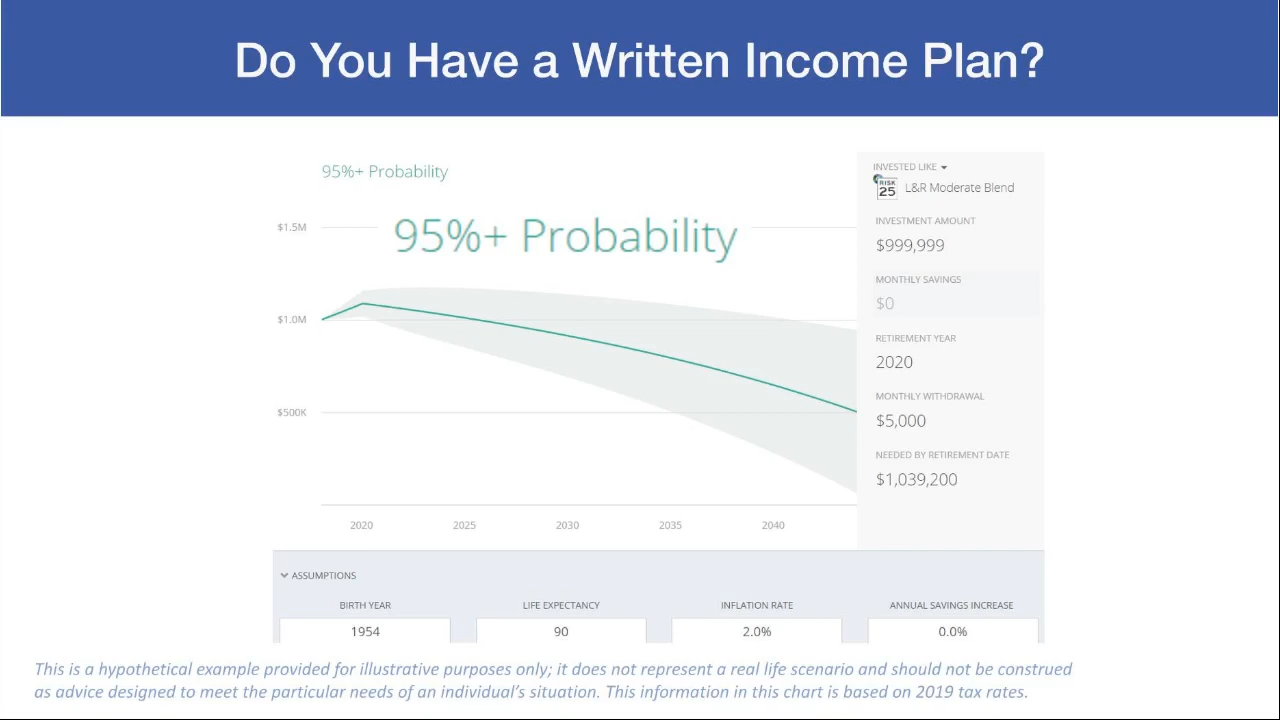 Do You Have a Written Income Plan?
95%+ Probability
95%+ Probability
$1.5M
$1.0M
$500K
2020
2025
2030
2035
2040
INVESTED LIKE
RISK
25
L&R Moderate Blend
INVESTMENT AMOUNT
$999,999
MONTHLY SAVINGS
$0
RETIREMENT YEAR
2020
MONTHLY WITHDRAWAL
$5,000
NEEDED BY RETIREMENT DATE
$1,039,200
ASSUMPTIONS
BIRTH YEAR
LIFE EXPECTANCY
INFLATION RATE
ANNUAL SAVINGS INCREASE
1954
90
2.0%
0.0%
This is a hypothetical example provided for illustrative purposes only; it does not represent a real life scenario and should not be construed
as advice designed to meet the particular needs of an individual's situation. This information in this chart is based on 2019 tax rates.